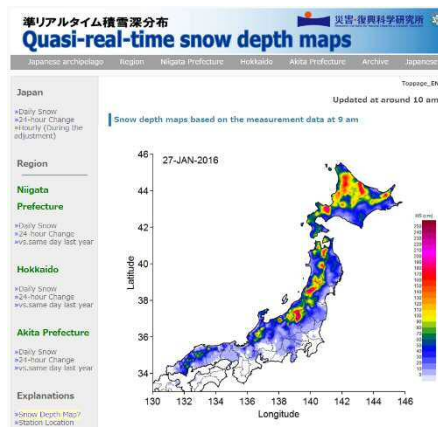 準リアルタイム積雪深分布
災害・復興科学研究所
Quasi-real-time snow depth maps
Japanese archipelago Region Niigata Prefecture Hokkaido Akita Prefecture Archive Japanese
Toppage_EN
Updated at around 10 am
Japan
»Daily Snow
»24-hour Change
»Hourly (During the
adjustment)
Region
Niigata
Prefecture
»Daily Snow
»24-hour Change
»vs.same day last year
Hokkaido
»Daily Snow
»24-hour Change
»vs.same day last year
Akita Prefecture
»Daily Snow
»24-hour Change
»vs.same day last year
Explanations
»Snow Depth Map?
»Station Location
Snow depth maps based on the measurement data at 9 am
27-JAN-2016
46
44
42
40
38
36
34
Latitude
130 132 134 136 138 140 142 144 146
Longitude